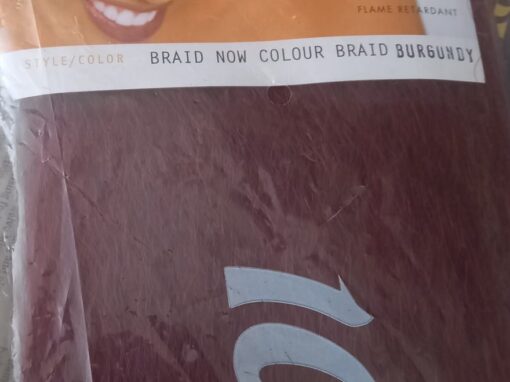 FLAME RETARDANT
STYLE/COLOR BRAID NOW COLOUR BRAID BURGUNDY